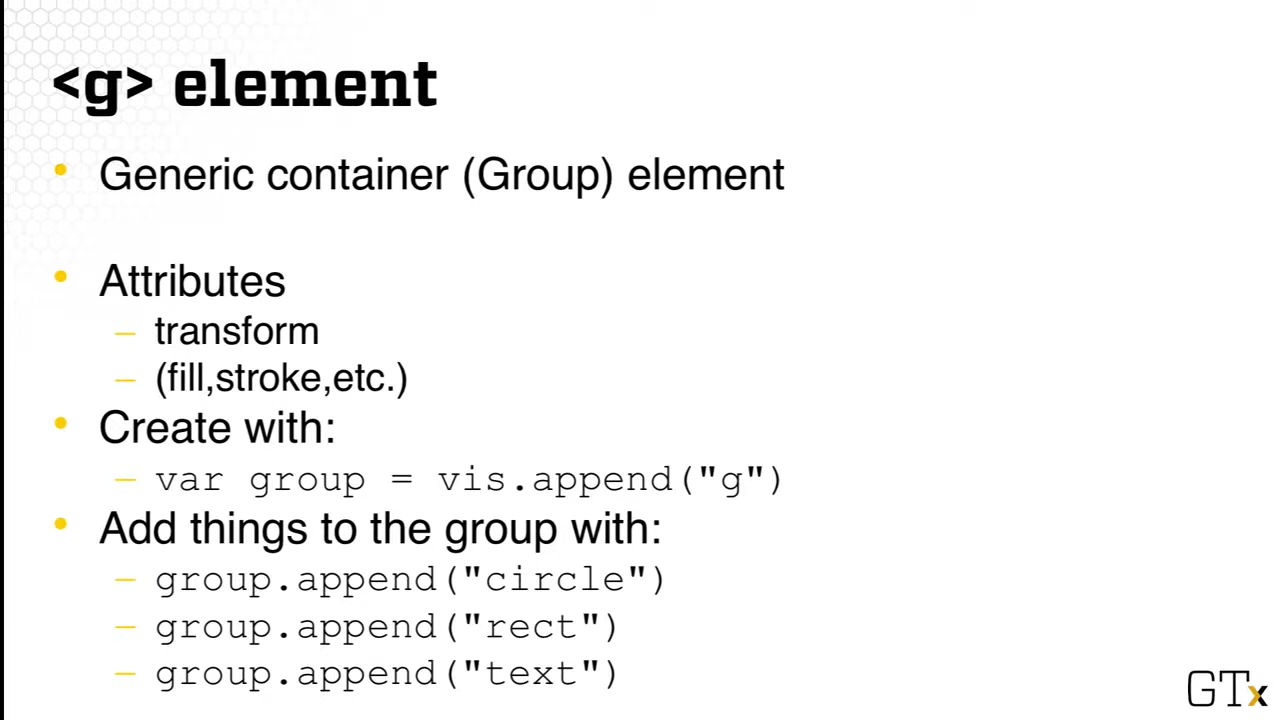 <g> element
• Generic container (Group) element
• Attributes
– transform
– (fill,stroke,etc.)
• Create with:
– var group = vis.append("g")
• Add things to the group with:
– group.append("circle")
– group.append("rect")
– group.append("text")
GTx